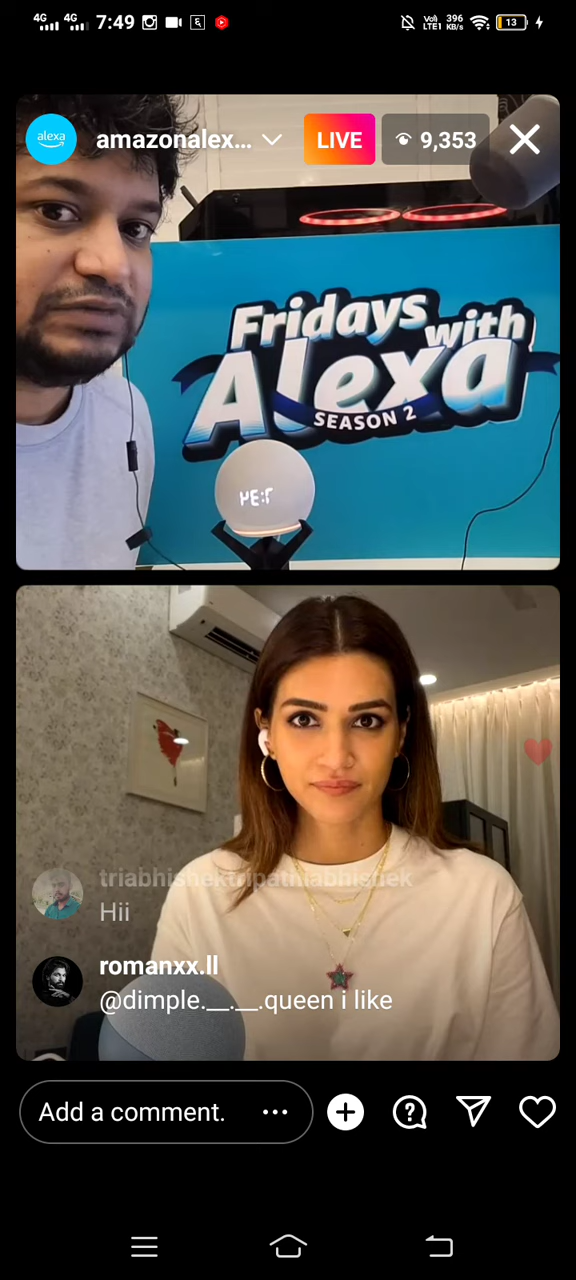 4G 4G 7:49 Vo) LTE1 396 KB/s 13
alexa amazonalex... LIVE 9,353
Fridays
with
Alexa
SEASON 2
triabhishektripathiabhishek
Hii
romanxx.ll
@dimple.__.__.queen i like
Add a comment.